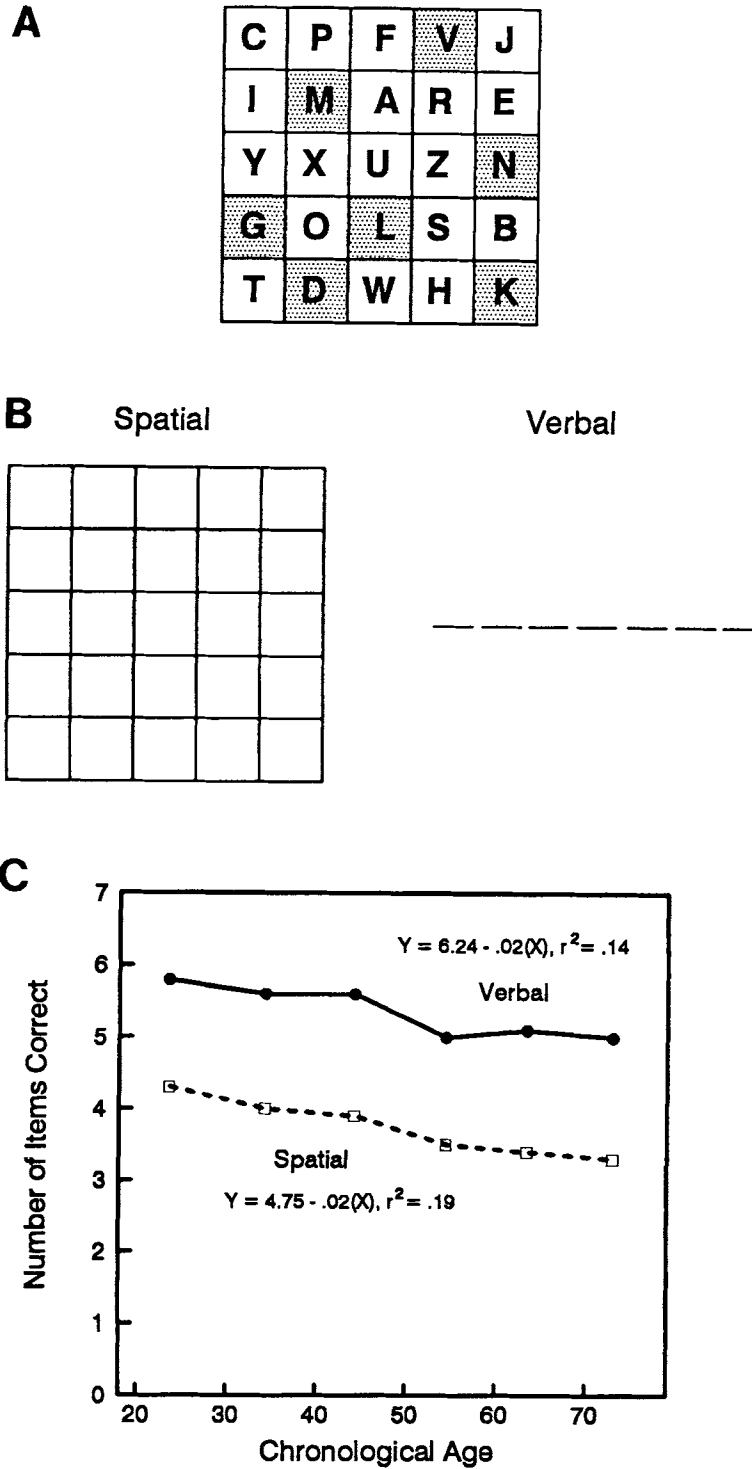 A
C P F V J
I M A R E
Y X U Z N
G O L S B
T D W H K
B
Spatial Verbal
C
7
6
5
4
3
2
1
0
Number of Items Correct
Y = 6.24 - .02(X), r² = .14
Verbal
Spatial
Y = 4.75 - .02(X), r² = .19
20 30 40 50 60 70
Chronological Age